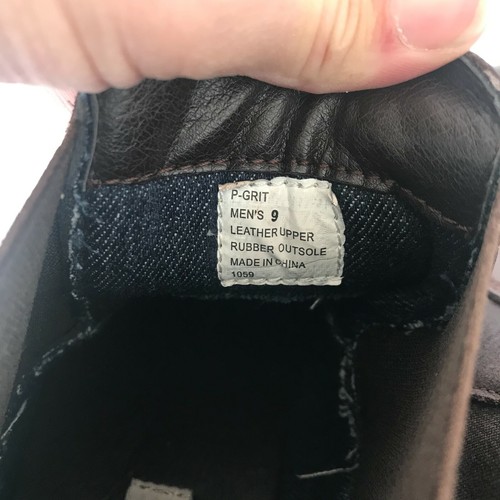 P-GRIT
MEN'S 9
LEATHER UPPER
RUBBER OUTSOLE
MADE IN CHINA
1059